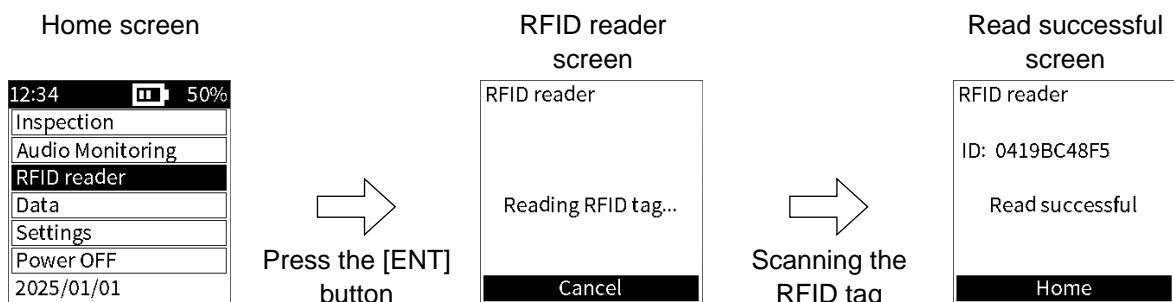 Home screen
12:34 50%
Inspection
Audio Monitoring
RFID reader
Data
Settings
Power OFF
2025/01/01
Press the [ENT]
button
RFID reader
screen
RFID reader
Reading RFID tag...
Cancel
Scanning the
RFID tag
Read successful
screen
RFID reader
ID: 0419BC48F5
Read successful
Home